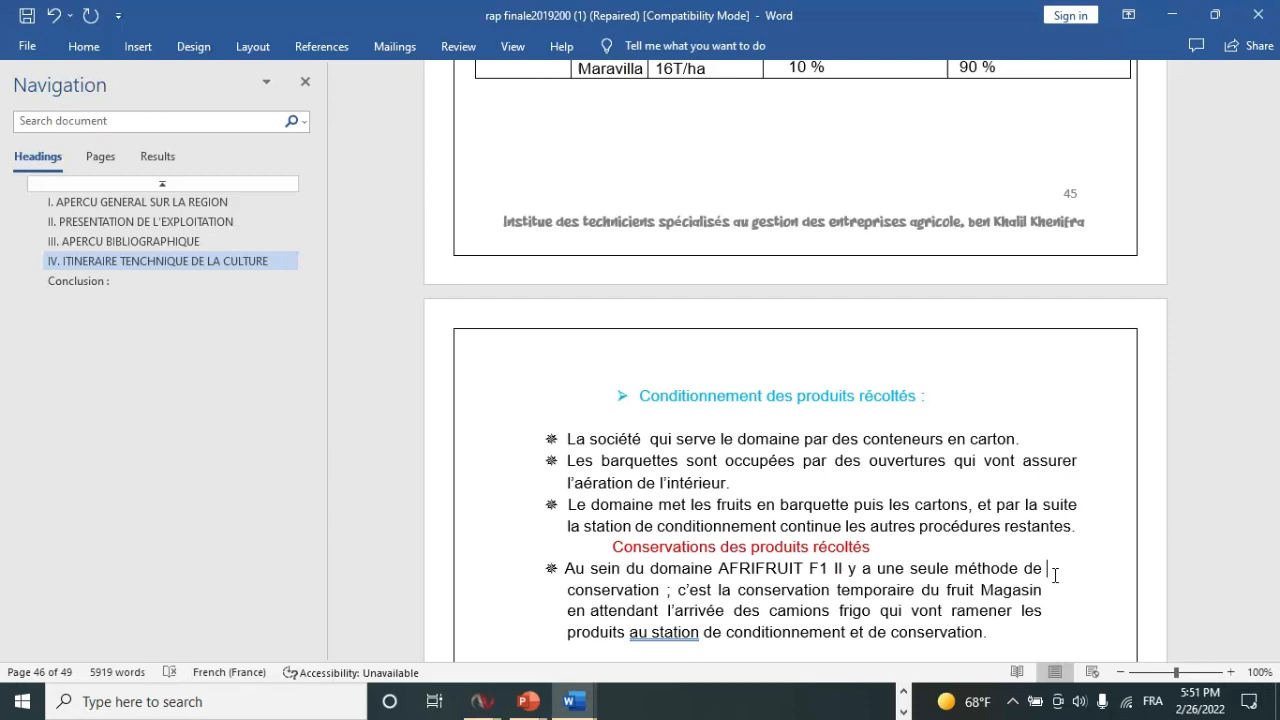 rap finale2019200 (1) (Repaired) [Compatibility Mode] - Word
Sign in
File Home Insert Design Layout References Mailings Review View Help Tell me what you want to do Share
Navigation
Search document
Headings Pages Results
I. APERCU GENERAL SUR LA REGION
II. PRESENTATION DE L'EXPLOITATION
III. APERCU BIBLIOGRAPHIQUE
IV. ITINERAIRE TENCHNIQUE DE LA CULTURE
Conclusion :
Maravilla 16T/ha 10 % 90 %
45
Institue des techniciens spécialisés au gestion des entreprises agricole, ben Khalil Khenifra
Conditionnement des produits récoltés :
La société qui serve le domaine par des conteneurs en carton.
Les barquettes sont occupées par des ouvertures qui vont assurer
l’aération de l’intérieur.
Le domaine met les fruits en barquette puis les cartons, et par la suite
la station de conditionnement continue les autres procédures restantes.
Conservations des produits récoltés
Au sein du domaine AFRIFRUIT F1 Il y a une seule méthode de
conservation ; c’est la conservation temporaire du fruit Magasin
en attendant l’arrivée des camions frigo qui vont ramener les
produits au station de conditionnement et de conservation.
Page 46 of 49 5919 words French (France) Accessibility: Unavailable 100%
Type here to search 68°F FRA 5:51 PM
2/26/2022